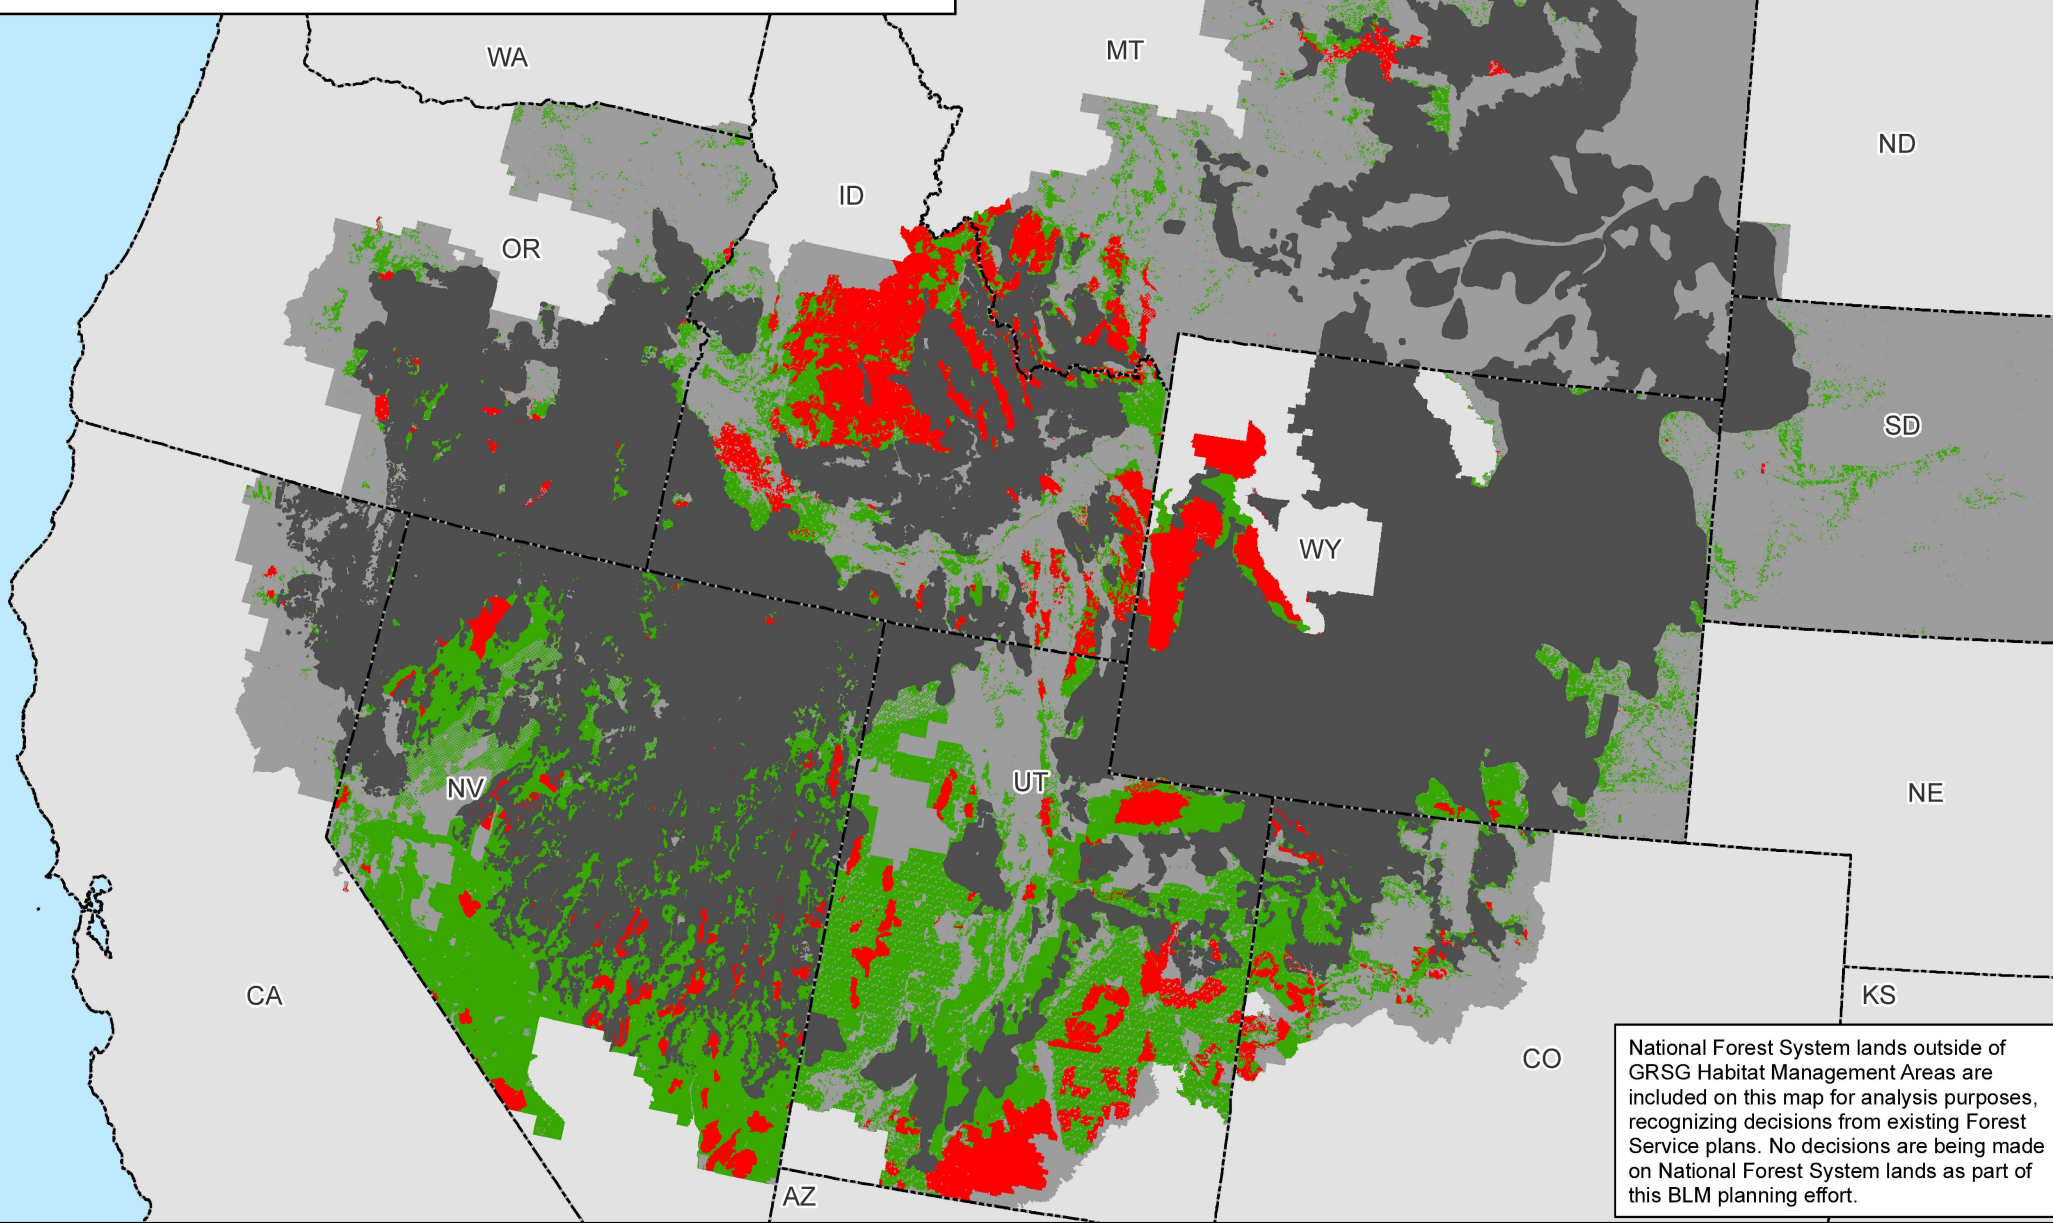 WA
MT
ND
ID
OR
SD
WY
NV
UT
NE
CA
KS
CO
AZ
National Forest System lands outside of
GRSG Habitat Management Areas are
included on this map for analysis purposes,
recognizing decisions from existing Forest
Service plans. No decisions are being made
on National Forest System lands as part of
this BLM planning effort.